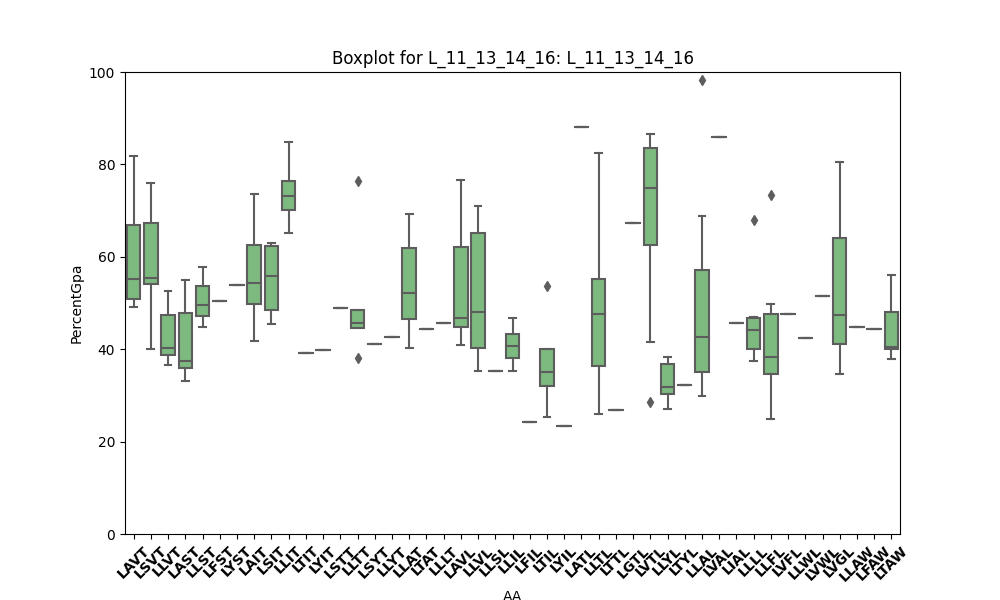 Boxplot for L_11_13_14_16: L_11_13_14_16
PercentGpa
100
80
60
40
20
0
LAVT
LSVT
LLVT
LAST
LLST
LFST
LYST
LAIT
LSIT
LLIT
LTIT
LYIT
LSTT
LLTT
LSYT
LLYT
LLAT
LTAT
LLLT
LAVL
LLVL
LLSL
LLIL
LFIL
LTIL
LYIL
LATL
LLTL
LTTL
LGTL
LVTL
LLYL
LTYL
LLAL
LVAL
LIAL
LLLL
LLFL
LVFL
LLWL
LVWL
LVGL
LLAW
LFAW
LTAW
AA